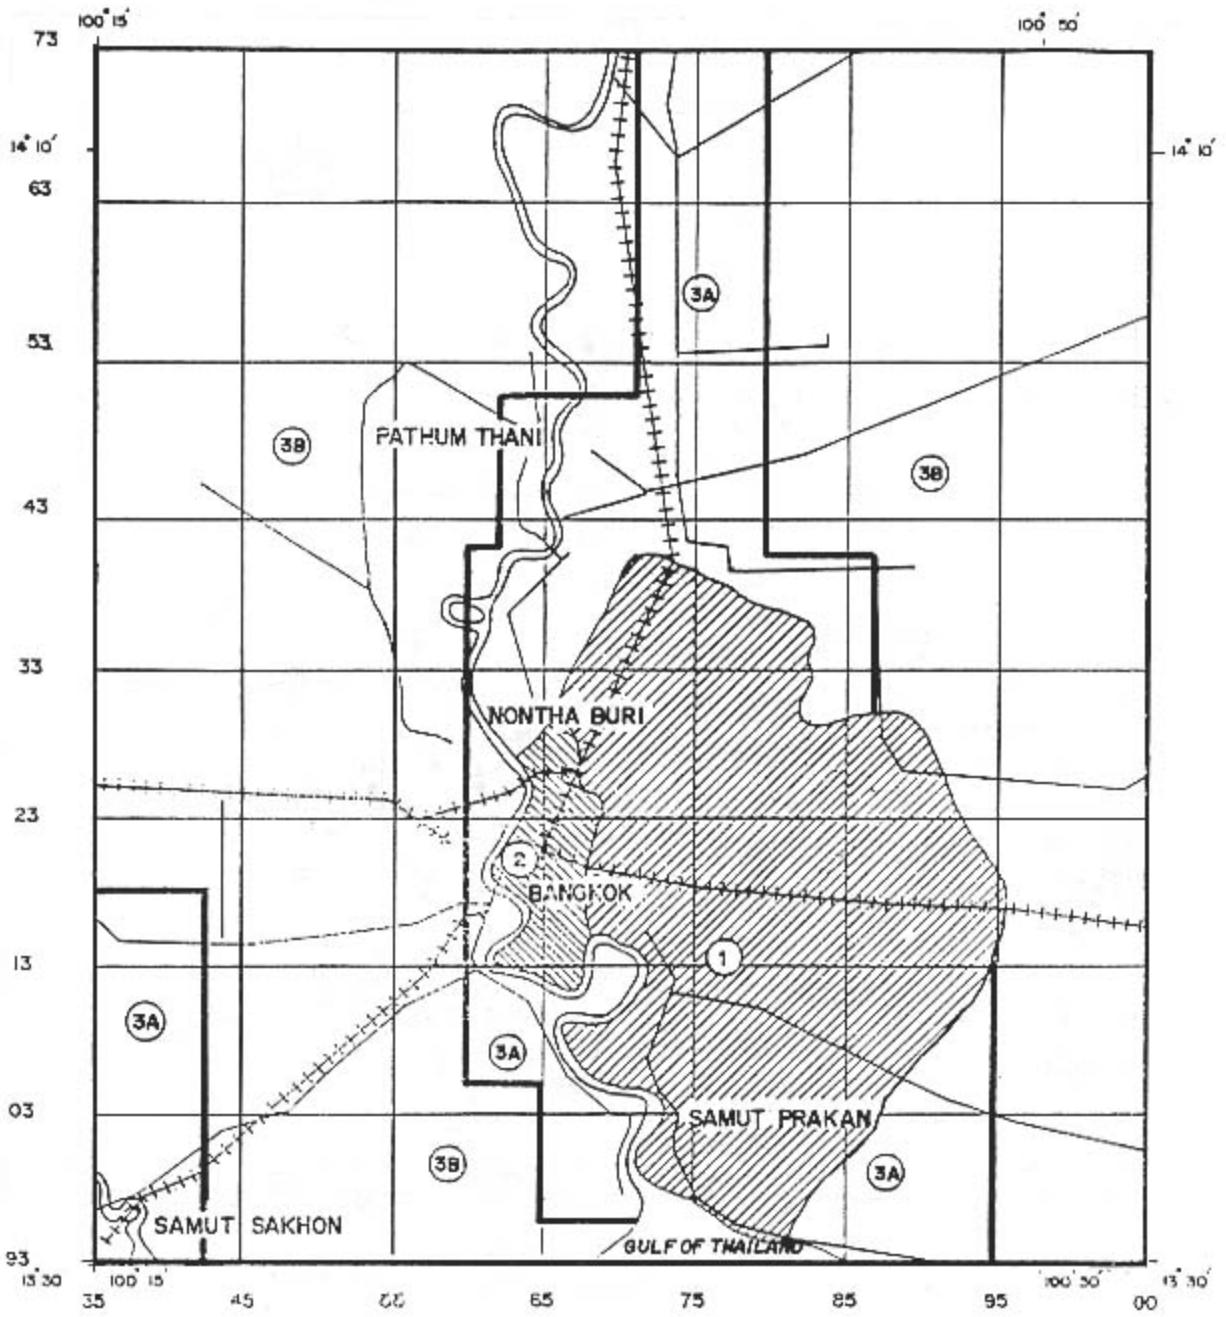 100° 15'
100° 50'
73
14° 10'
14° 10'
63
3A
53
PATHUM THANI
3B
3B
43
33
NONTHA BURI
23
2
BANGKOK
1
13
3A
3A
03
SAMUT PRAKAN
3B
3A
SAMUT SAKHON
GULF OF THAILAND
93
13 30
100° 15'
100° 50'
13° 30'
35
45
65
75
85
95
00